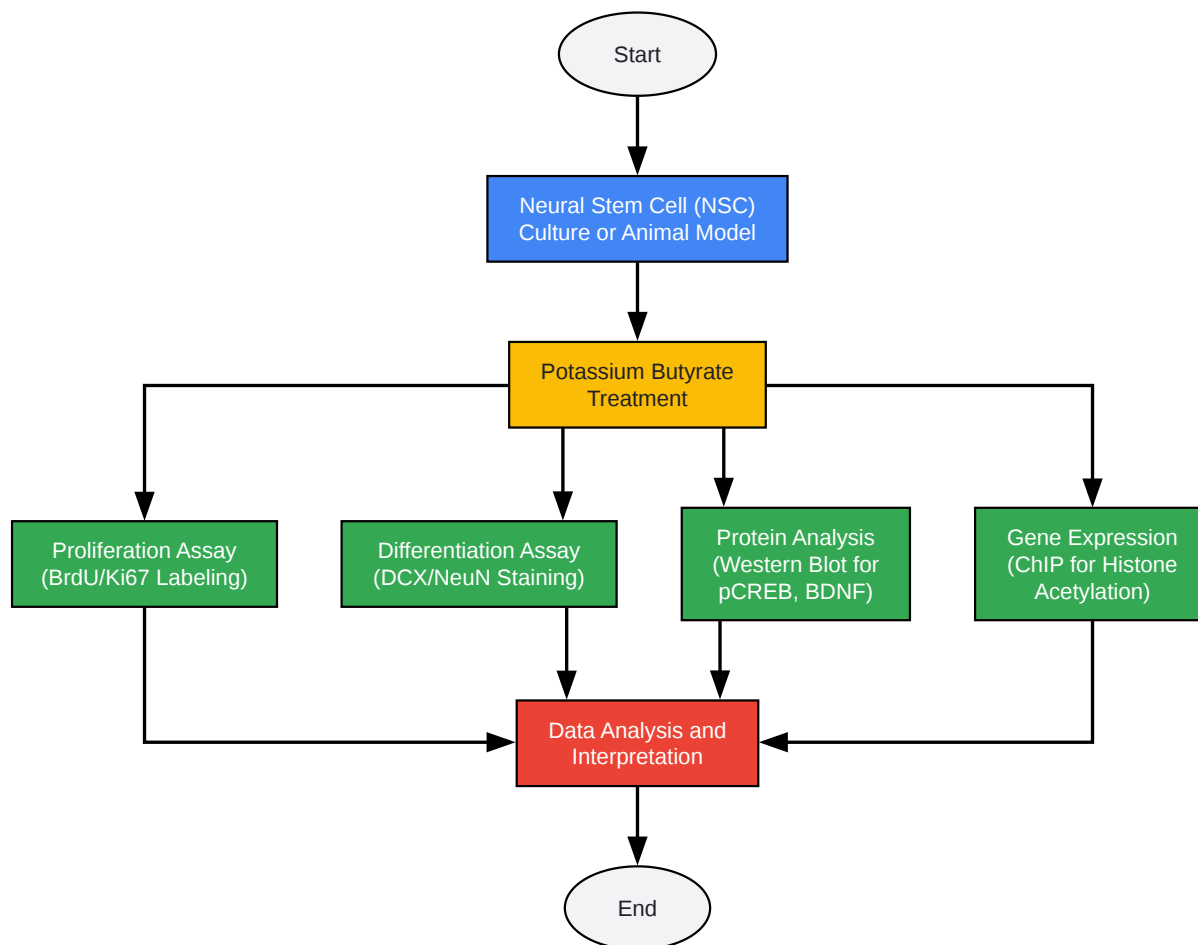 Start
Neural Stem Cell (NSC)
Culture or Animal Model
Potassium Butyrate
Treatment
Proliferation Assay
(BrdU/Ki67 Labeling)
Differentiation Assay
(DCX/NeuN Staining)
Protein Analysis
(Western Blot for
pCREB, BDNF)
Gene Expression
(ChIP for Histone
Acetylation)
Data Analysis and
Interpretation
End